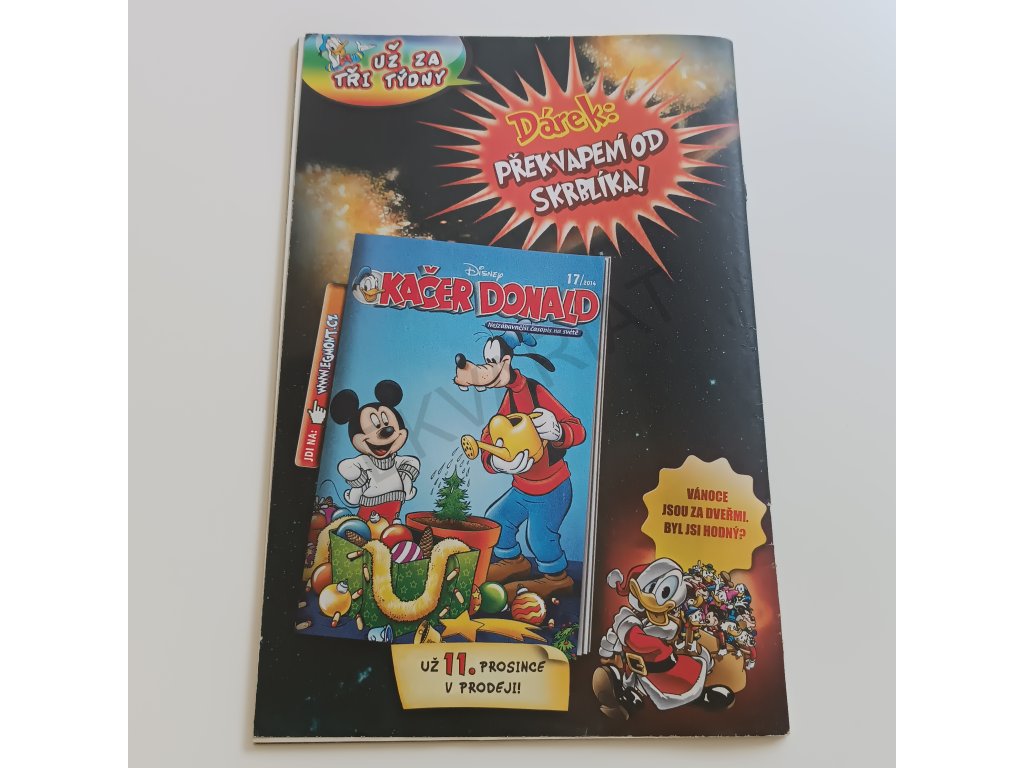 UŽ ZA
TŘI TÝDNY
Dárek:
PŘEKVAPENÍ OD
SKRBLÍKA!
Disney
17/2014
KAČER DONALD
Nejzábavnější časopis na světě
JDI NA: WWW.EGMONT.CZ
VÁNOCE
JSOU ZA DVEŘMI.
BYL JSI HODNÝ?
UŽ 11. PROSINCE
V PRODEJI!